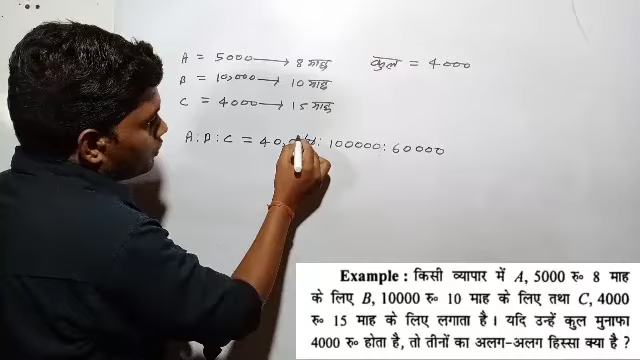 A = 5000 → 8 माह
कुल = 4000
B = 10,000 → 10 माह
C = 4000 → 15 माह
A : B : C = 40,000 : 100000 : 60000
Example : किसी व्यापार में A, 5000 रु० 8 माह
के लिए B, 10000 रु० 10 माह के लिए तथा C, 4000
रु० 15 माह के लिए लगाता है। यदि उन्हें कुल मुनाफा
4000 रु० होता है, तो तीनों का अलग-अलग हिस्सा क्या है ?